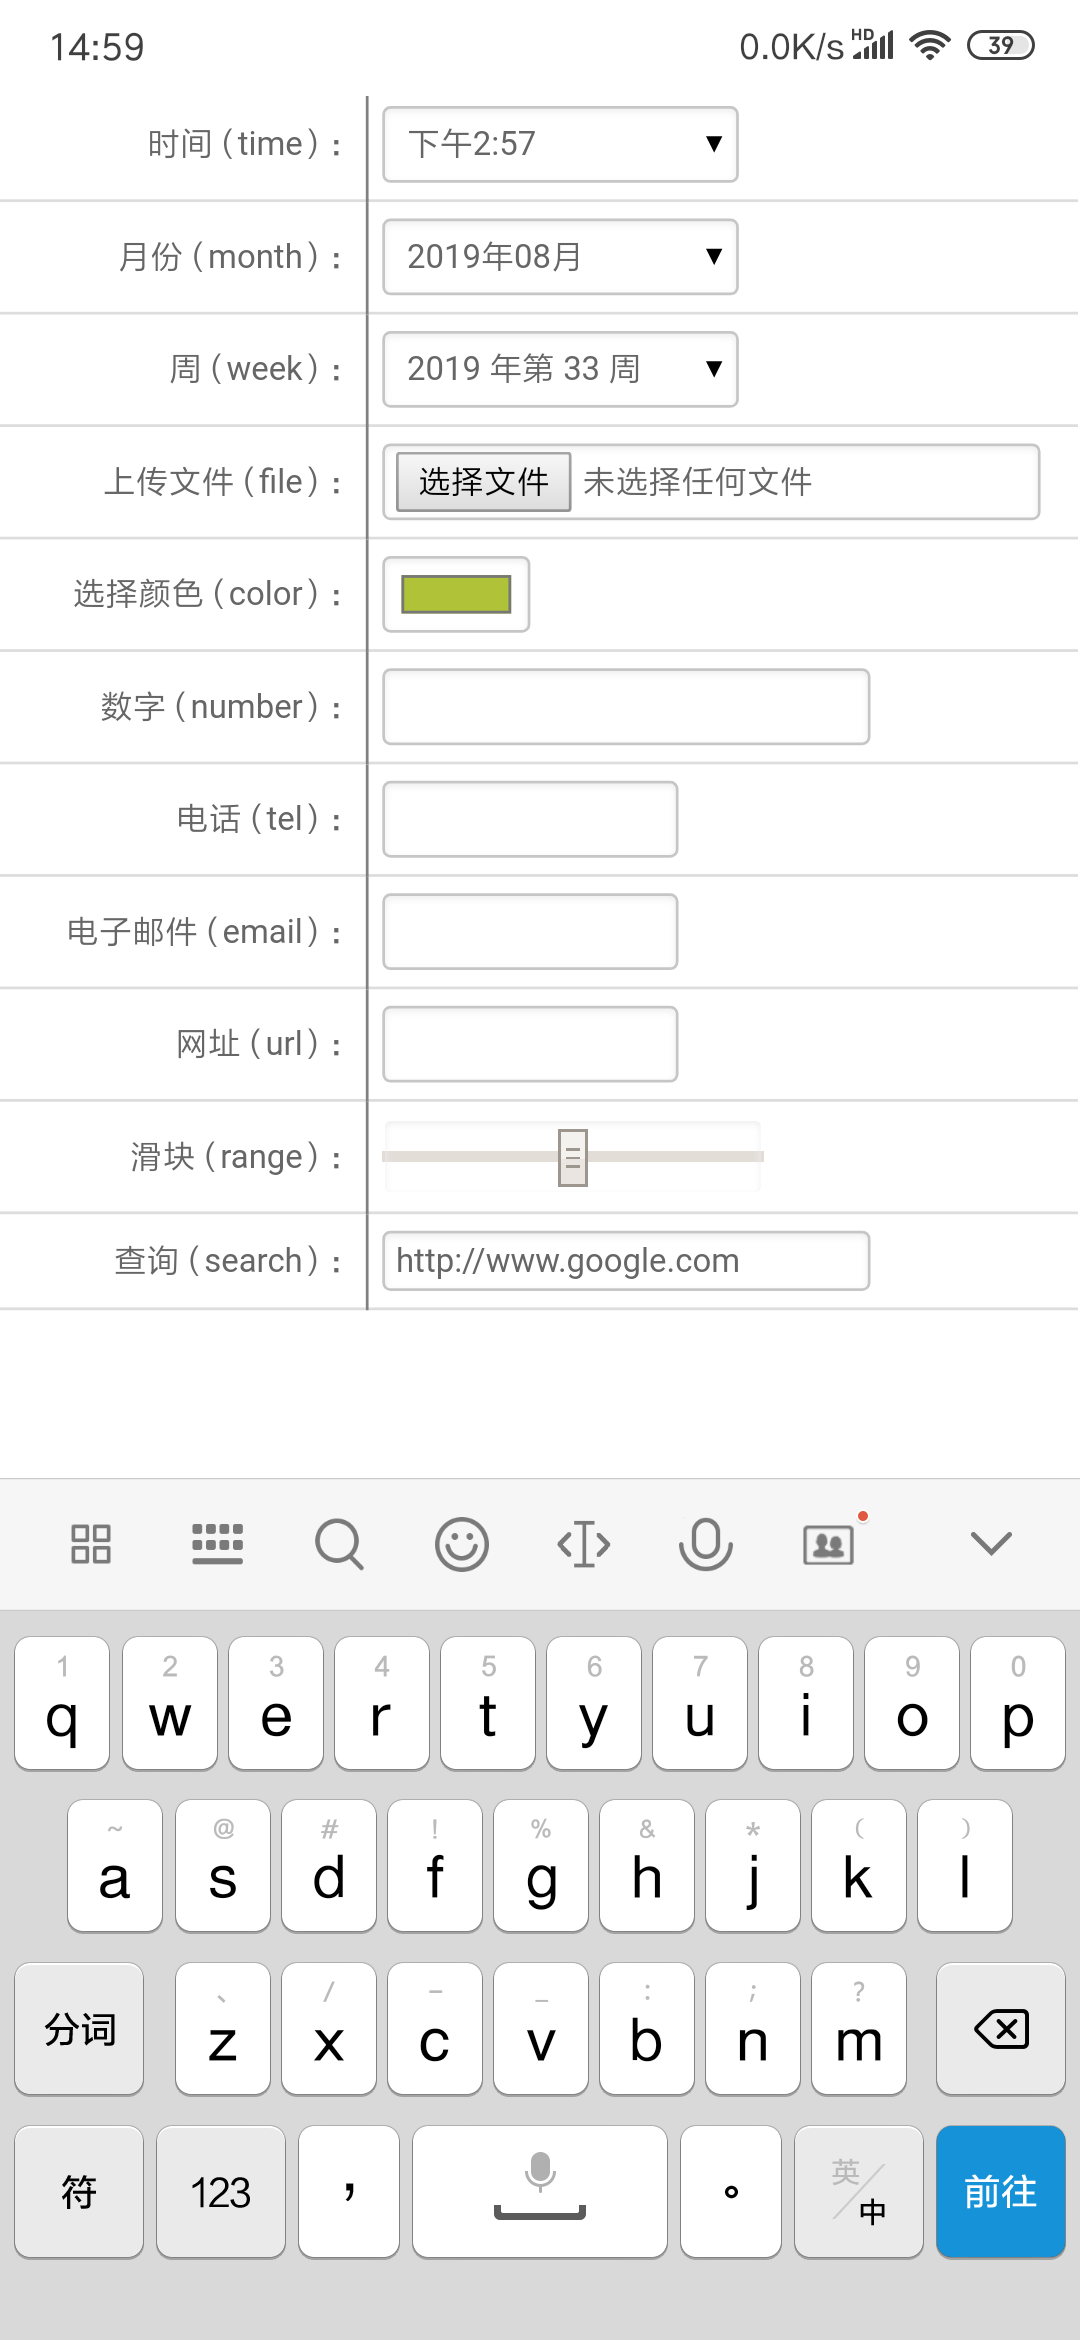 14:59 0.0K/s HD 39
时间（time）： 下午2:57 ▼
月份（month）： 2019年08月 ▼
周（week）： 2019 年第 33 周 ▼
上传文件（file）： 选择文件 未选择任何文件
选择颜色（color）：
数字（number）：
电话（tel）：
电子邮件（email）：
网址（url）：
滑块（range）：
查询（search）： http://www.google.com
1 2 3 4 5 6 7 8 9 0
q w e r t y u i o p
~ @ # ! % & * ( )
a s d f g h j k l
、 / - _ : ; ?
分词 z x c v b n m
符 123 ， 。 英/中 前往